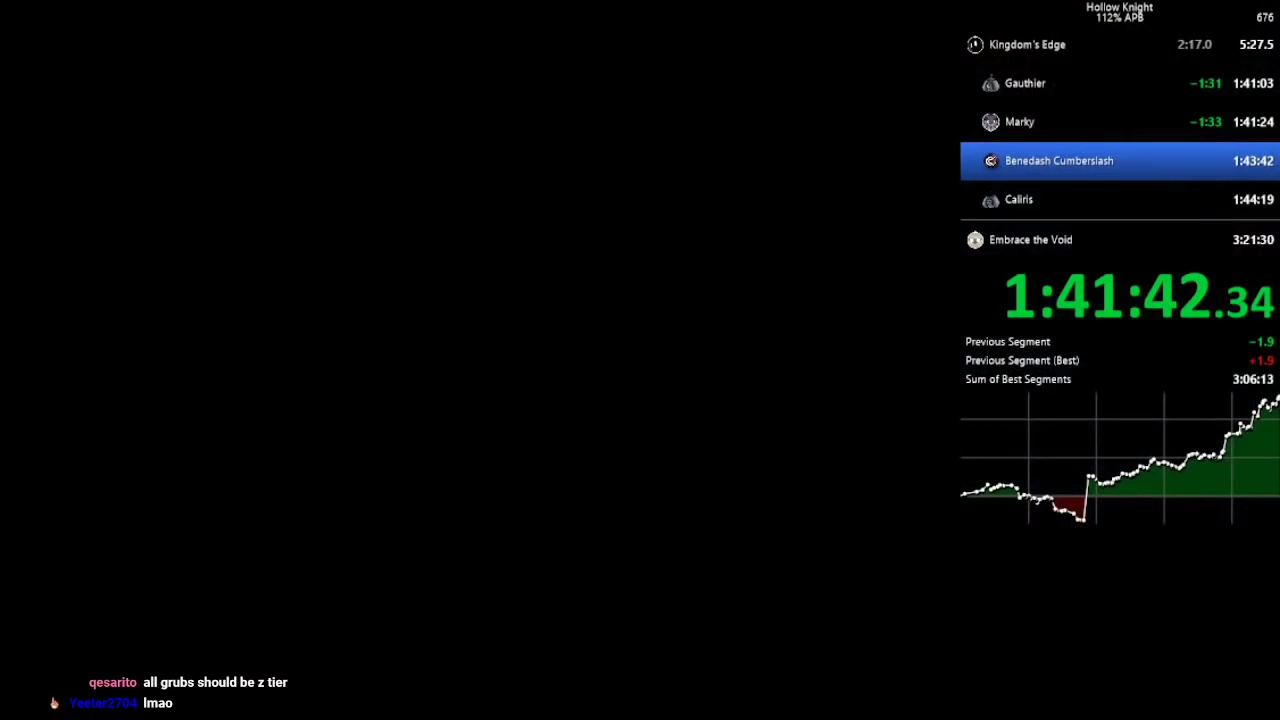 Hollow Knight
112% APB
676
Kingdom's Edge 2:17.0 5:27.5
Gauthier −1:31 1:41:03
Marky −1:33 1:41:24
Benedash Cumberslash 1:43:42
Caliris 1:44:19
Embrace the Void 3:21:30
1:41:42.34
Previous Segment −1.9
Previous Segment (Best) +1.9
Sum of Best Segments 3:06:13
qesarito all grubs should be z tier
Yeeter2704 lmao